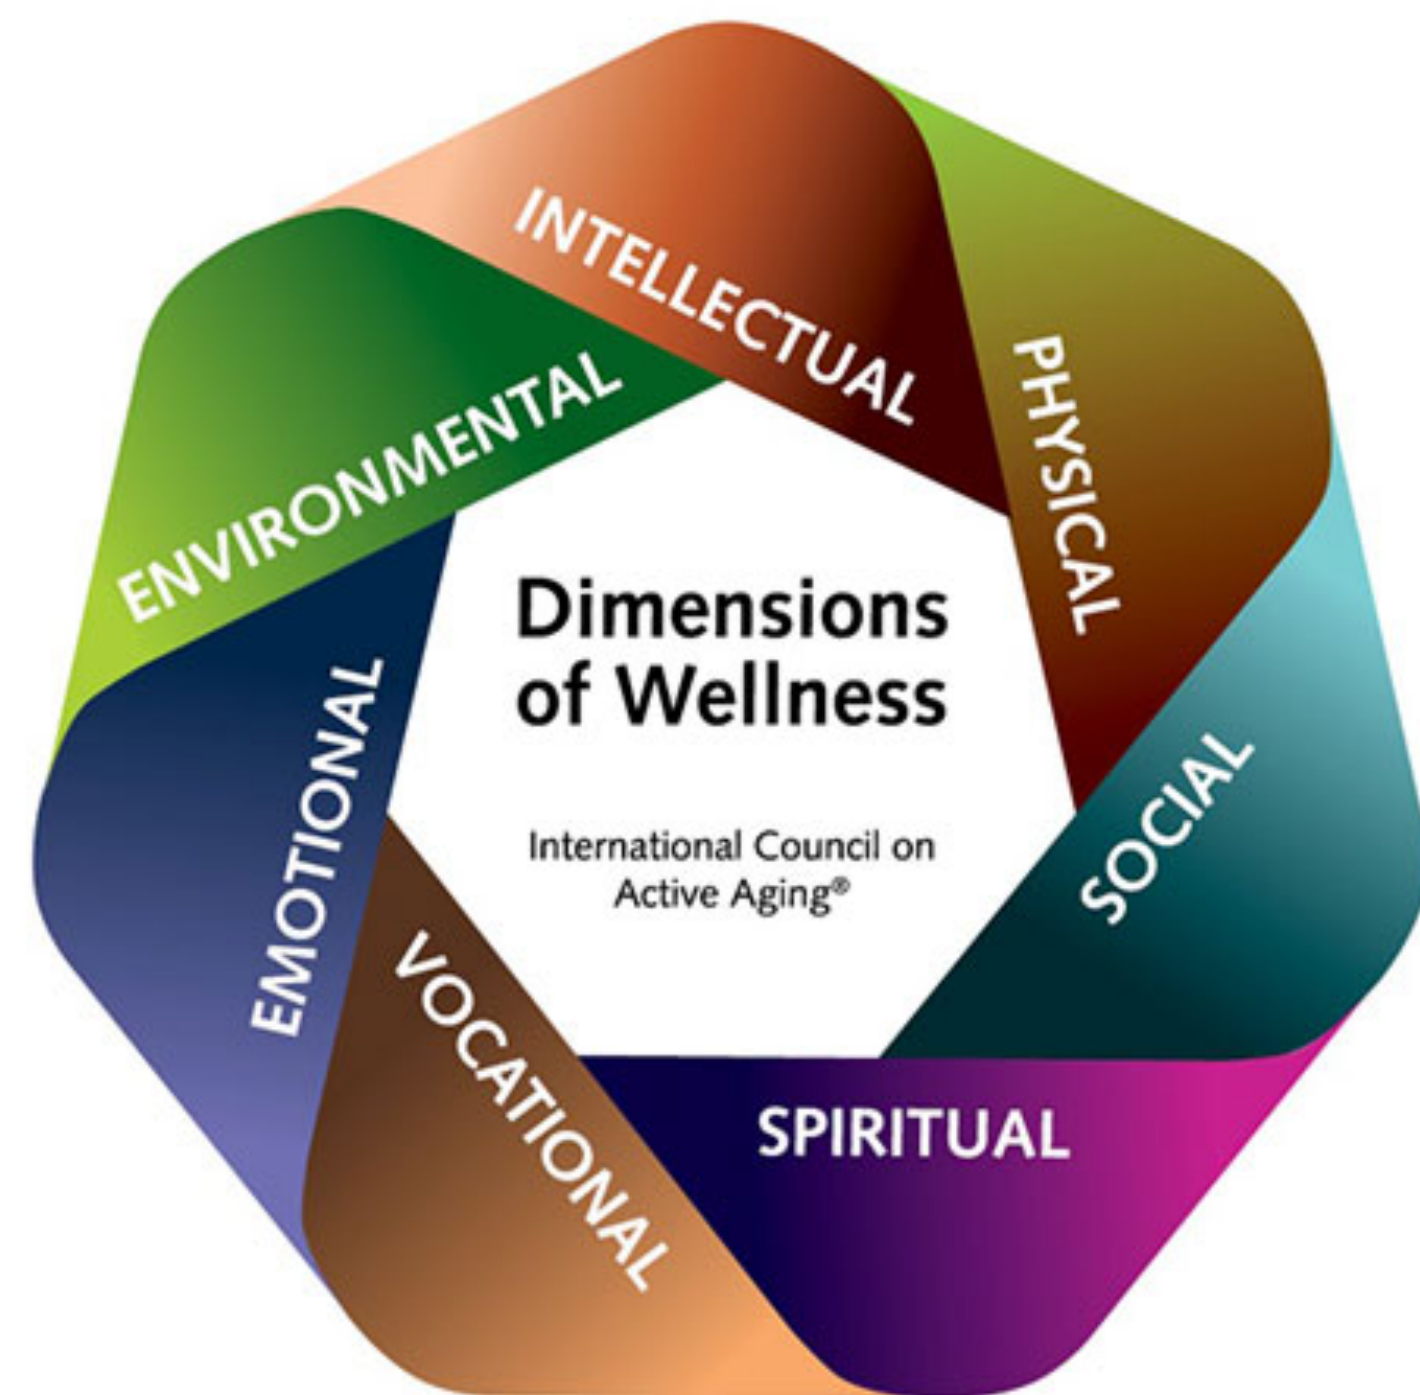 INTELLECTUAL
PHYSICAL
SOCIAL
SPIRITUAL
VOCATIONAL
EMOTIONAL
ENVIRONMENTAL
Dimensions
of Wellness
International Council on
Active Aging®